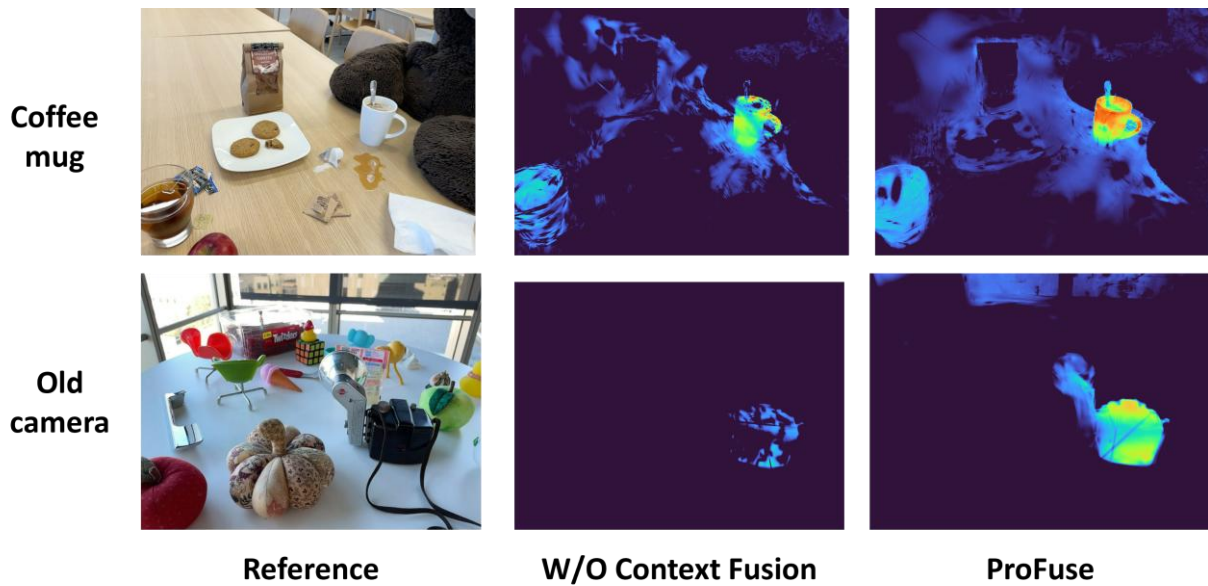 Coffee
mug
Old
camera
Reference
W/O Context Fusion
ProFuse